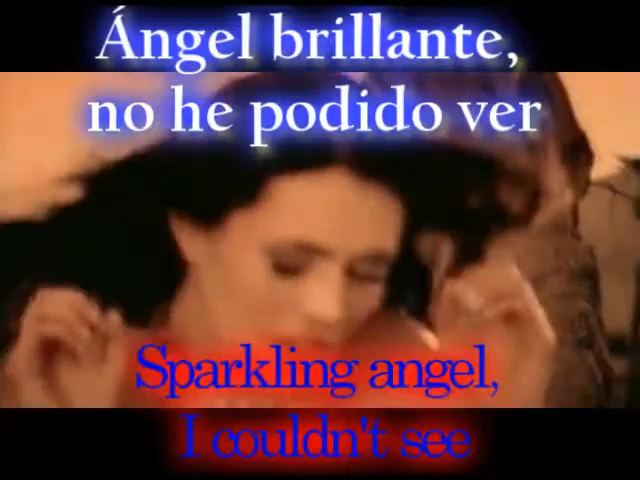 Ángel brillante,
no he podido ver
Sparkling angel,
I couldn't see